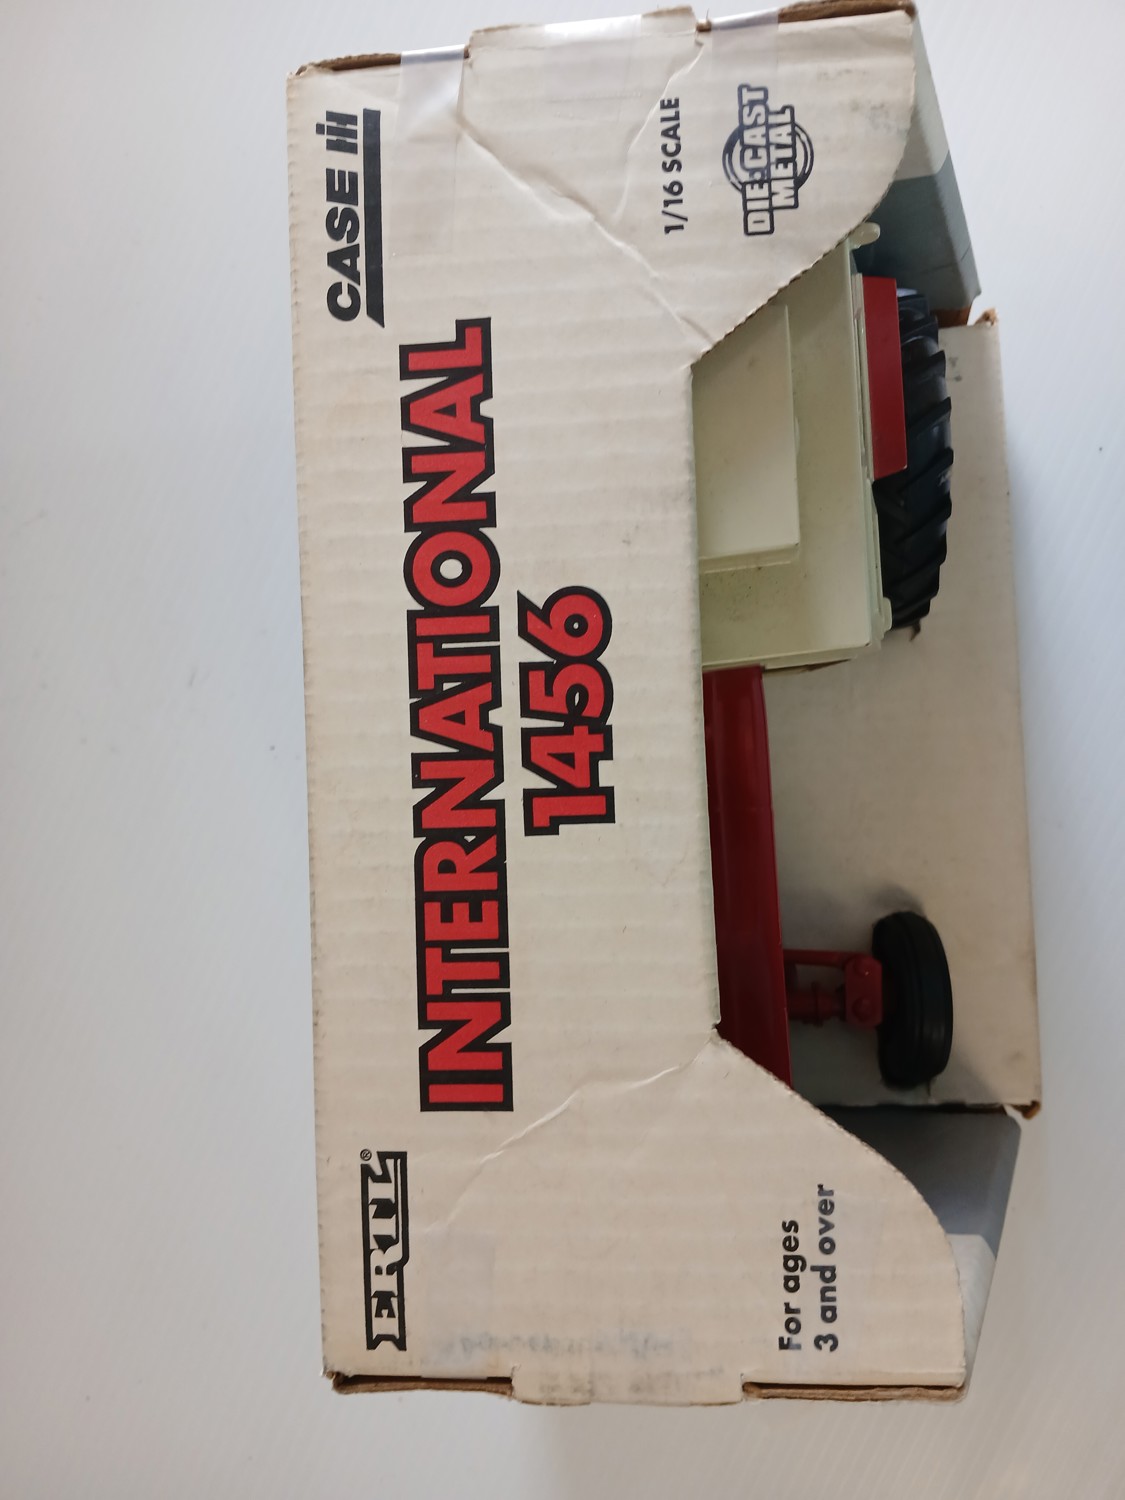 ERTL®
CASE IH
INTERNATIONAL
1456
1/16 SCALE
DIE·CAST
METAL
For ages
3 and over